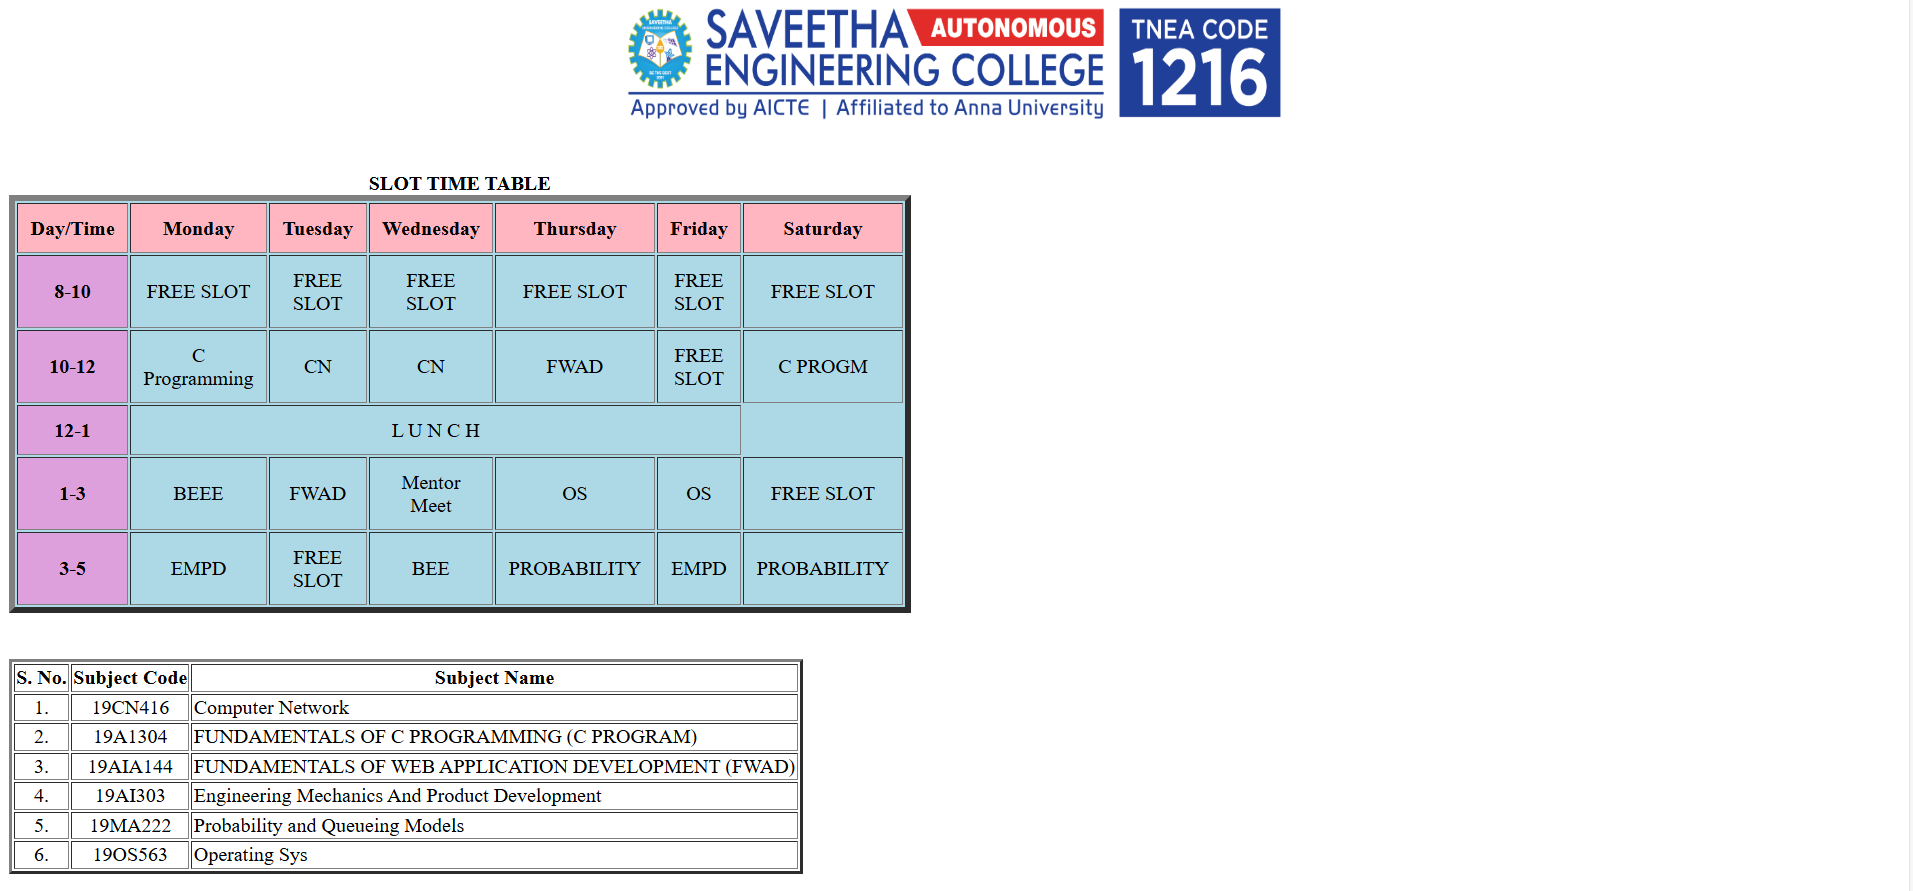 SAVEETHA AUTONOMOUS
ENGINEERING COLLEGE
Approved by AICTE | Affiliated to Anna University
TNEA CODE
1216
SLOT TIME TABLE
Day/Time Monday Tuesday Wednesday Thursday Friday Saturday
8-10 FREE SLOT FREE SLOT FREE SLOT FREE SLOT FREE SLOT FREE SLOT
10-12 C Programming CN CN FWAD FREE SLOT C PROGM
12-1 L U N C H
1-3 BEEE FWAD Mentor Meet OS OS FREE SLOT
3-5 EMPD FREE SLOT BEE PROBABILITY EMPD PROBABILITY
S. No. Subject Code Subject Name
1. 19CN416 Computer Network
2. 19A1304 FUNDAMENTALS OF C PROGRAMMING (C PROGRAM)
3. 19AIA144 FUNDAMENTALS OF WEB APPLICATION DEVELOPMENT (FWAD)
4. 19AI303 Engineering Mechanics And Product Development
5. 19MA222 Probability and Queueing Models
6. 19OS563 Operating Sys